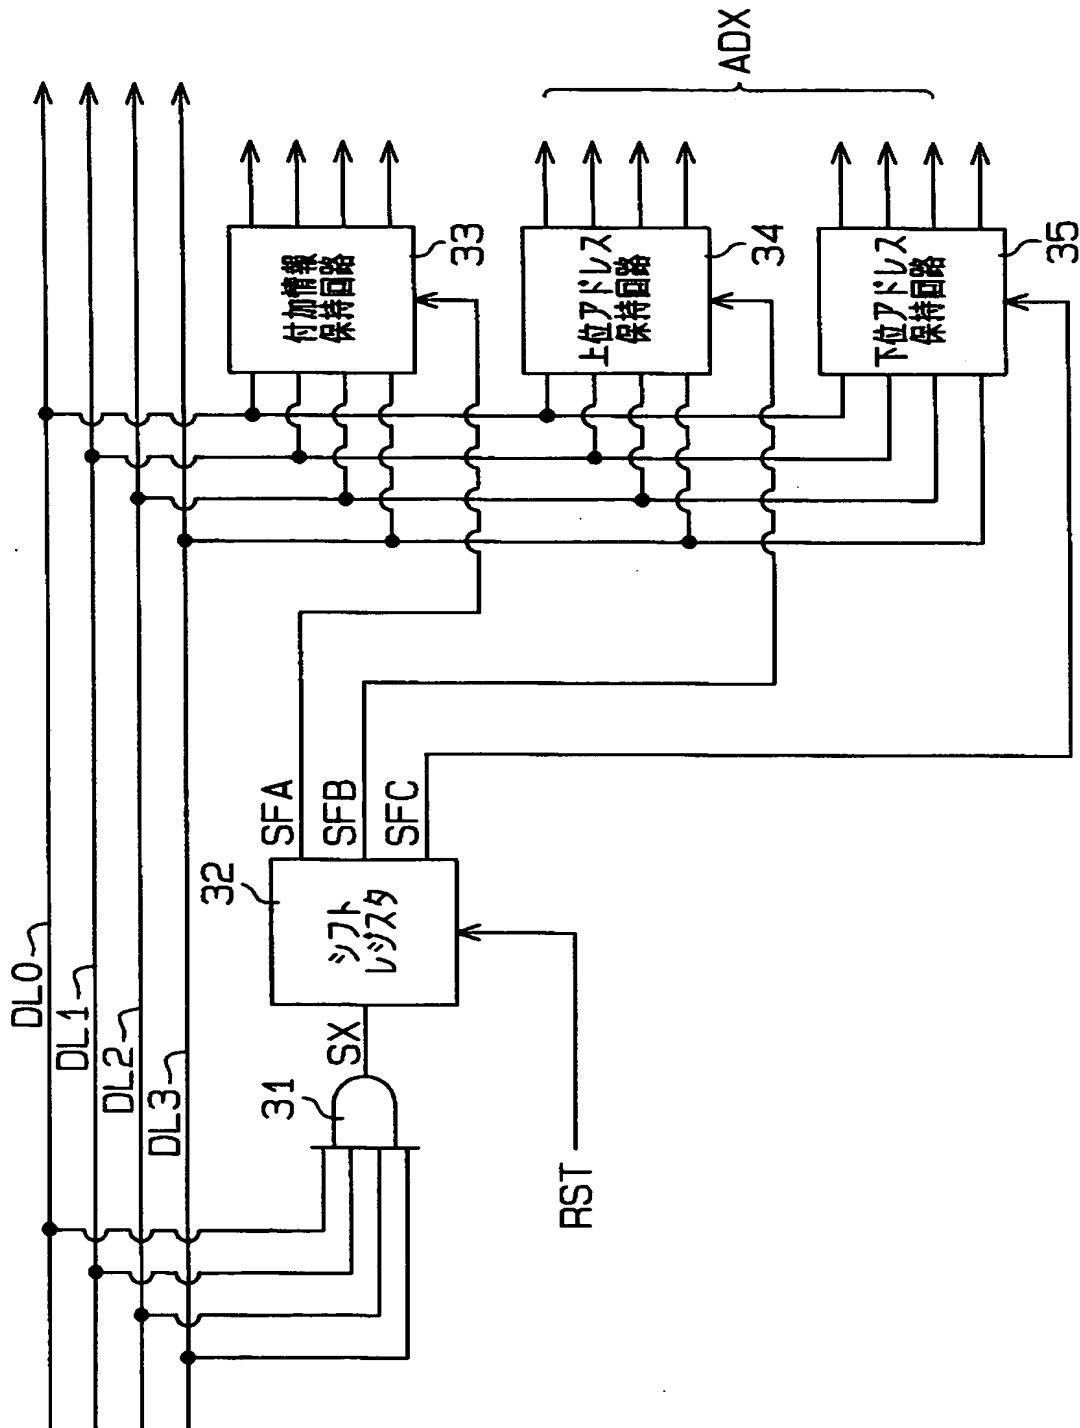 DL0
DL1
DL2
DL3
31
SX
32
シフト
レジスタ
SFA
SFB
SFC
RST
付加情報
保持回路
33
上位アドレス
保持回路
34
下位アドレス
保持回路
35
ADX